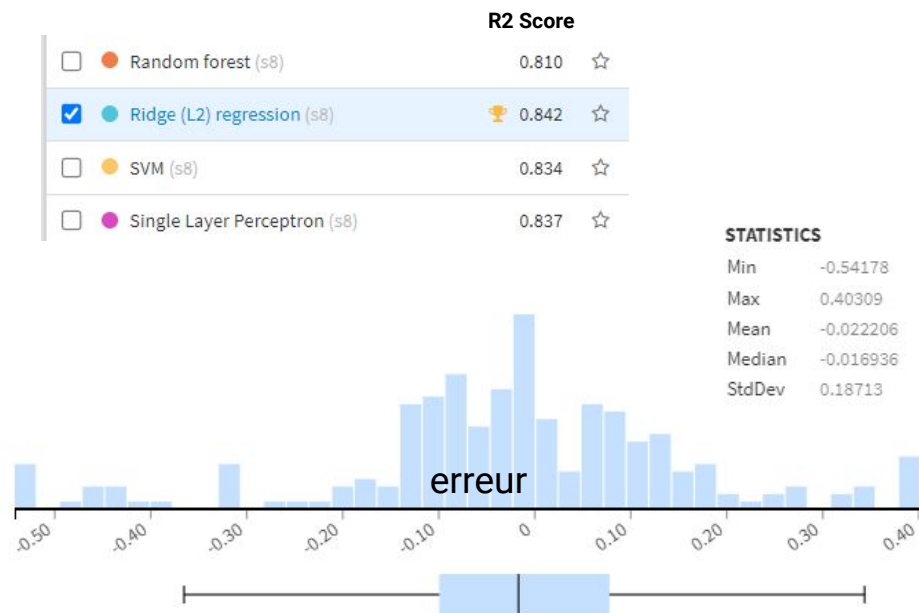 R2 Score
Random forest (s8) 0.810
Ridge (L2) regression (s8) 0.842
SVM (s8) 0.834
Single Layer Perceptron (s8) 0.837
STATISTICS
Min -0.54178
Max 0.40309
Mean -0.022206
Median -0.016936
StdDev 0.18713
erreur
-0.50 -0.40 -0.30 -0.20 -0.10 0 0.10 0.20 0.30 0.40